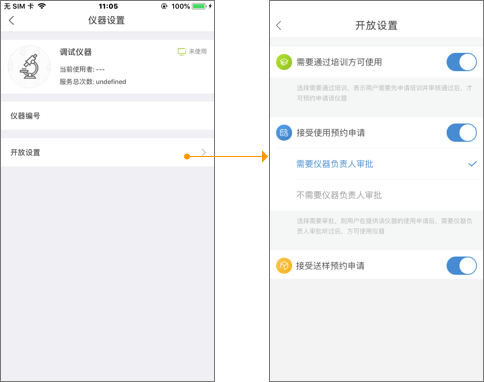 无 SIM 卡
11:05
100%
仪器设置
调试仪器
未使用
当前使用者: ---
服务总次数: undefined
仪器编号
开放设置
开放设置
需要通过培训方可使用
选择需要通过培训，表示用户需要先申请培训并审核通过后，才
可预约申请该仪器
接受使用预约申请
需要仪器负责人审批
不需要仪器负责人审批
选择需要审批，则用户在提供该仪器的使用申请后，需要仪器负
责人审批听过后，方可使用仪器
接受送样预约申请